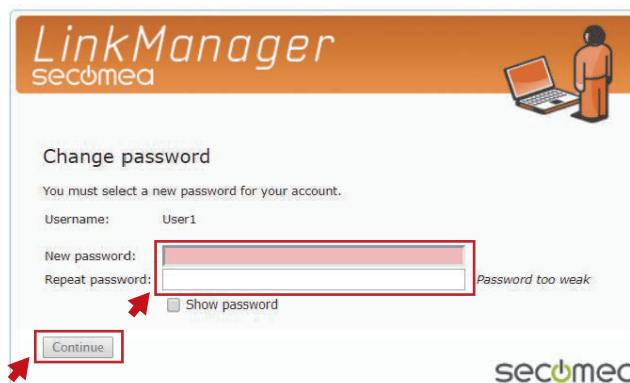 LinkManager
secomea
Change password
You must select a new password for your account.
Username: User1
New password:
Repeat password: Password too weak
Show password
Continue
secomea